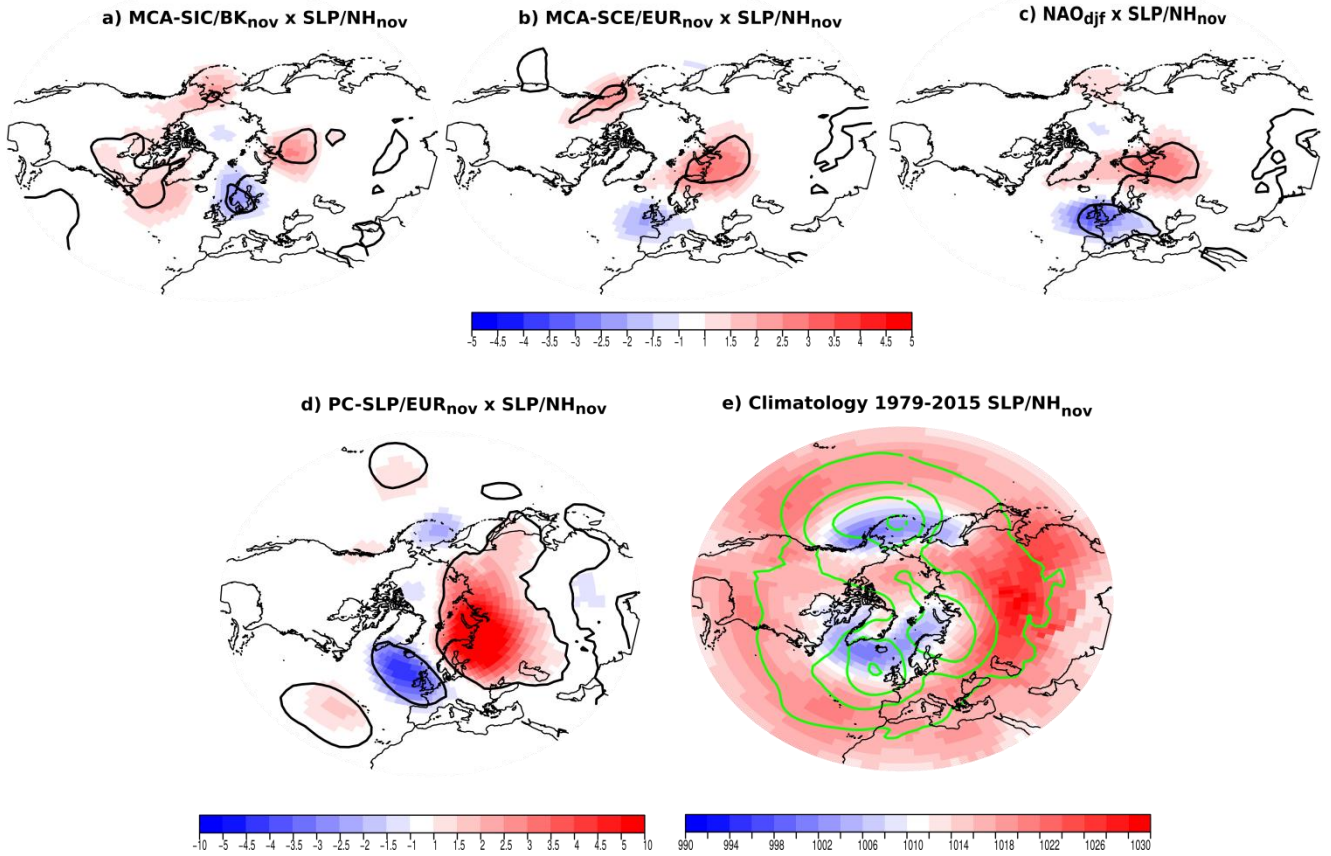 a) MCA-SIC/BKnov x SLP/NHnov
b) MCA-SCE/EURnov x SLP/NHnov
c) NAOdjf x SLP/NHnov
-5 -4.5 -4 -3.5 -3 -2.5 -2 -1.5 -1 1 1.5 2 2.5 3 3.5 4 4.5 5
d) PC-SLP/EURnov x SLP/NHnov
e) Climatology 1979-2015 SLP/NHnov
-10 -5 -4 -3.5 -3 -2.5 -2 -1.5 -1 1 1.5 2 2.5 3 3.5 4 5 10
990 994 998 1002 1006 1010 1014 1018 1022 1026 1030